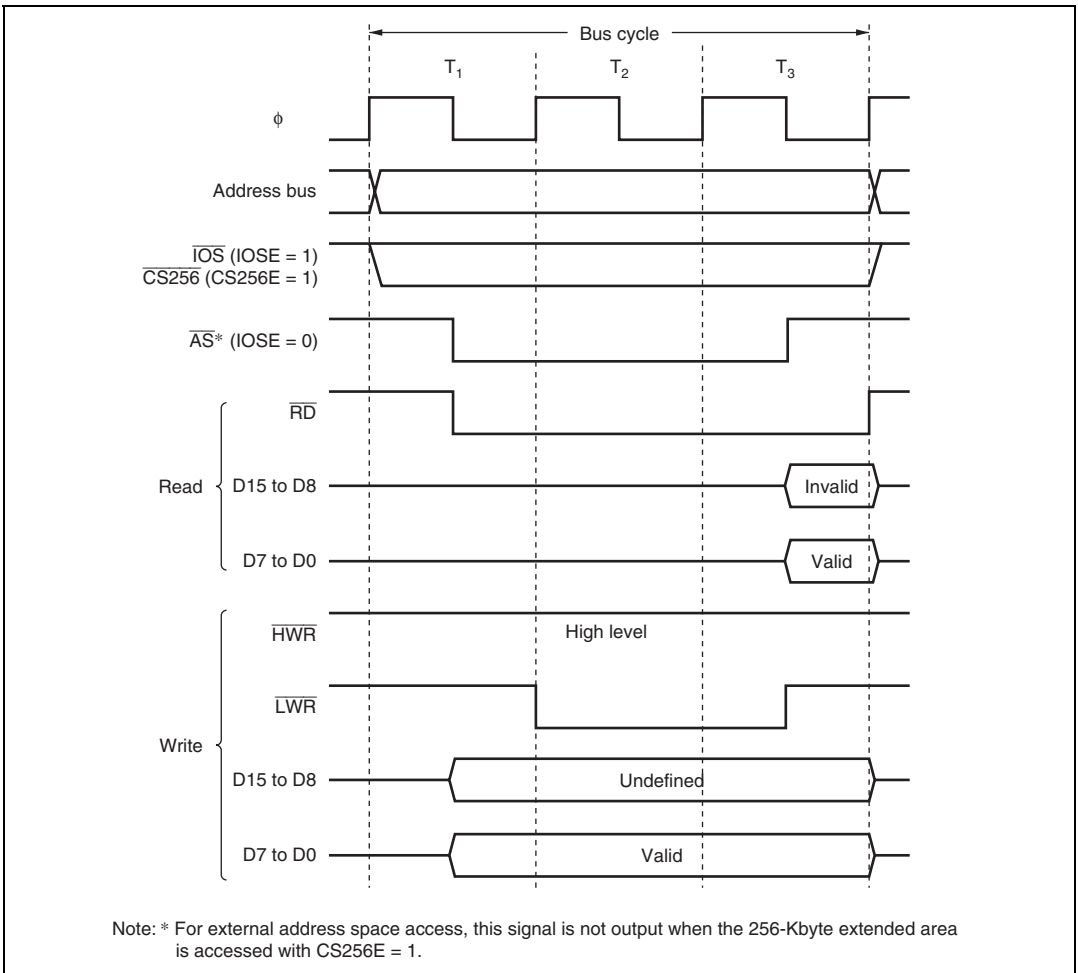 Bus cycle
T1 T2 T3
ϕ
Address bus
IOS (IOSE = 1)
CS256 (CS256E = 1)
AS* (IOSE = 0)
RD
Read
D15 to D8
Invalid
D7 to D0
Valid
HWR
High level
LWR
Write
D15 to D8
Undefined
D7 to D0
Valid
Note: * For external address space access, this signal is not output when the 256-Kbyte extended area
is accessed with CS256E = 1.